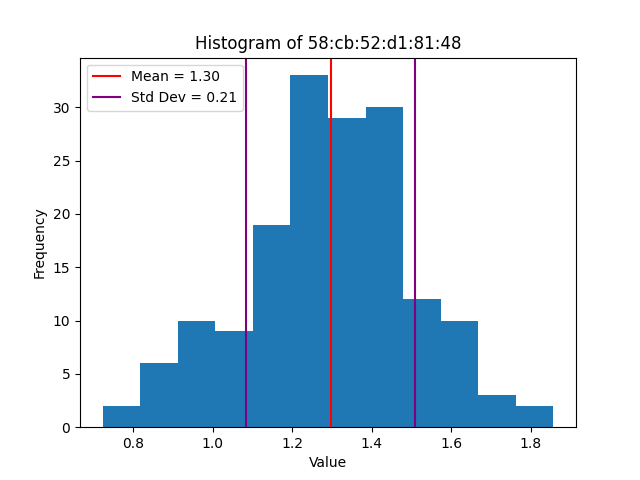 Histogram of 58:cb:52:d1:81:48
Mean = 1.30
Std Dev = 0.21
Frequency
30
25
20
15
10
5
0
0.8 1.0 1.2 1.4 1.6 1.8
Value